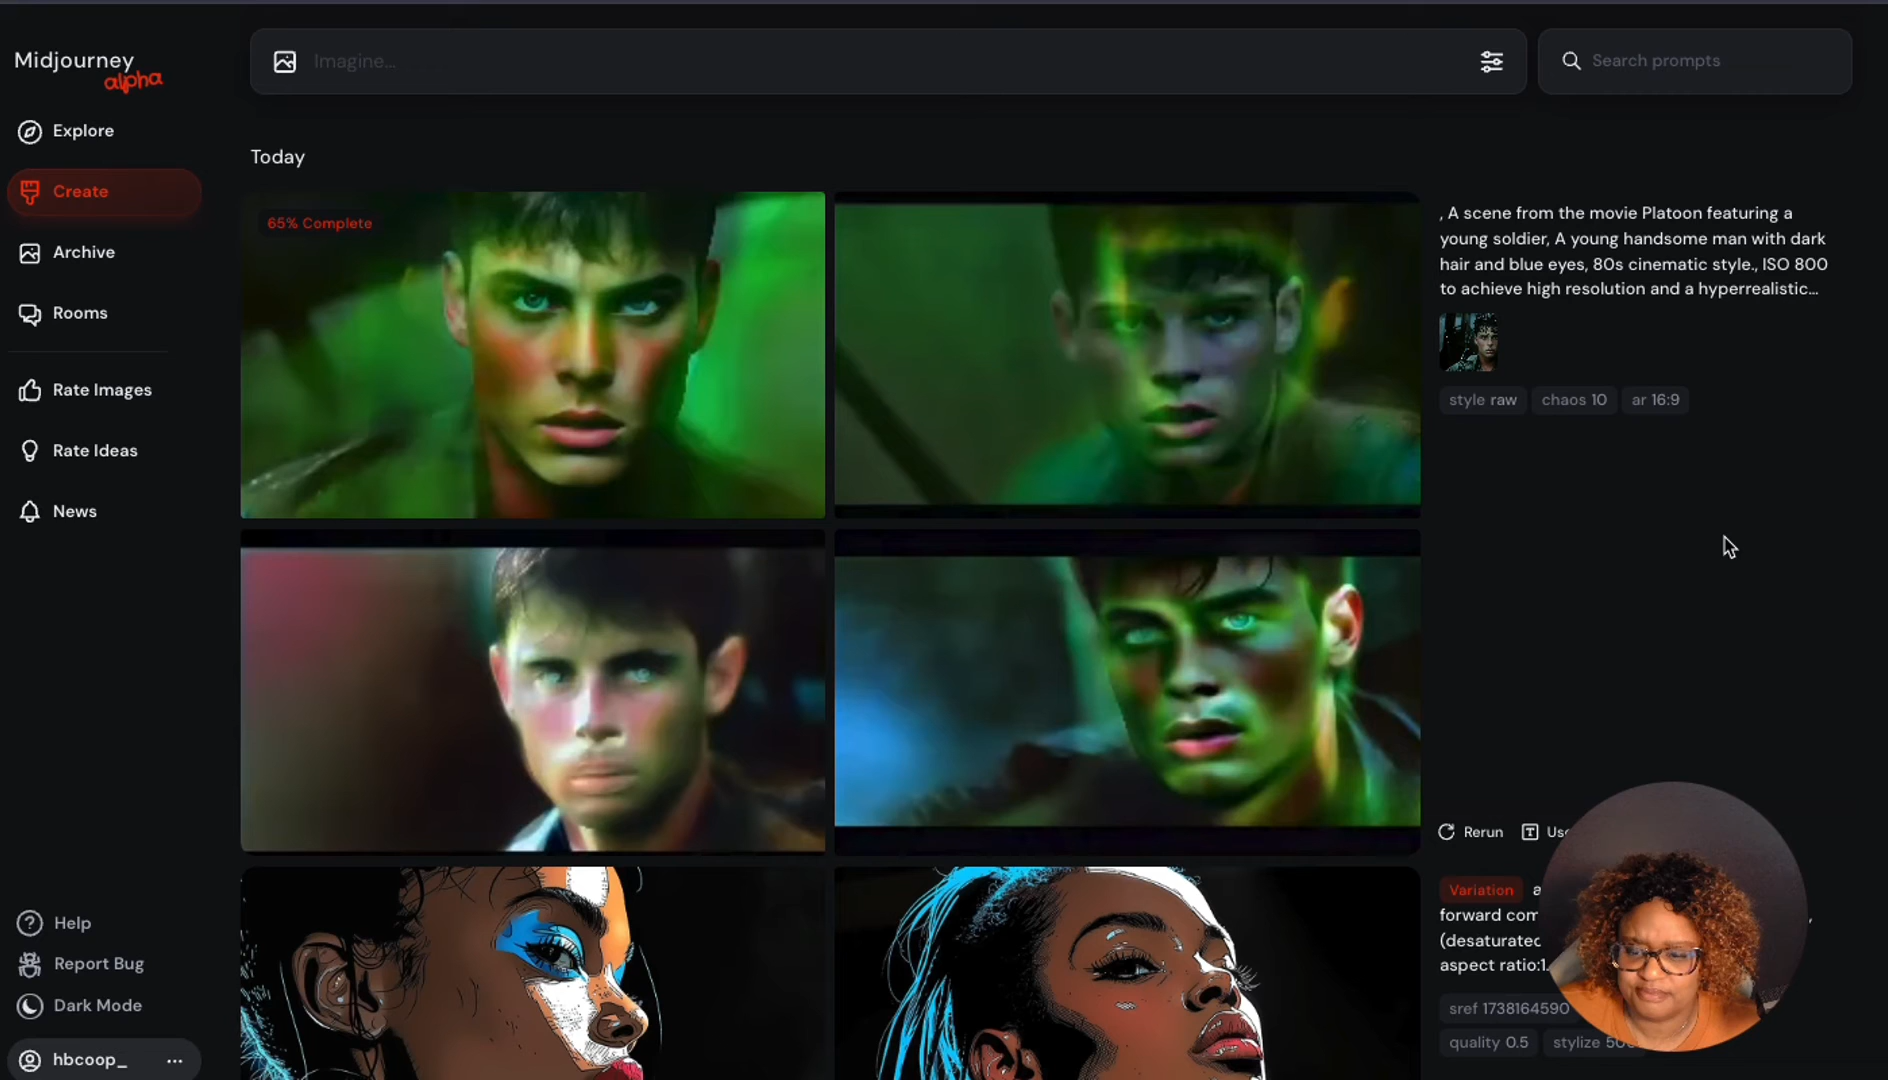 Midjourney
alpha
Imagine...
Search prompts
Explore
Create
Archive
Rooms
Rate Images
Rate Ideas
News
Help
Report Bug
Dark Mode
hbcoop_
Today
65% Complete
, A scene from the movie Platoon featuring a
young soldier, A young handsome man with dark
hair and blue eyes, 80s cinematic style., ISO 800
to achieve high resolution and a hyperrealistic...
style raw chaos 10 ar 16:9
Rerun
Variation
forward
(desaturated
aspect ratio:1.
sref 1738164590
quality 0.5 stylize